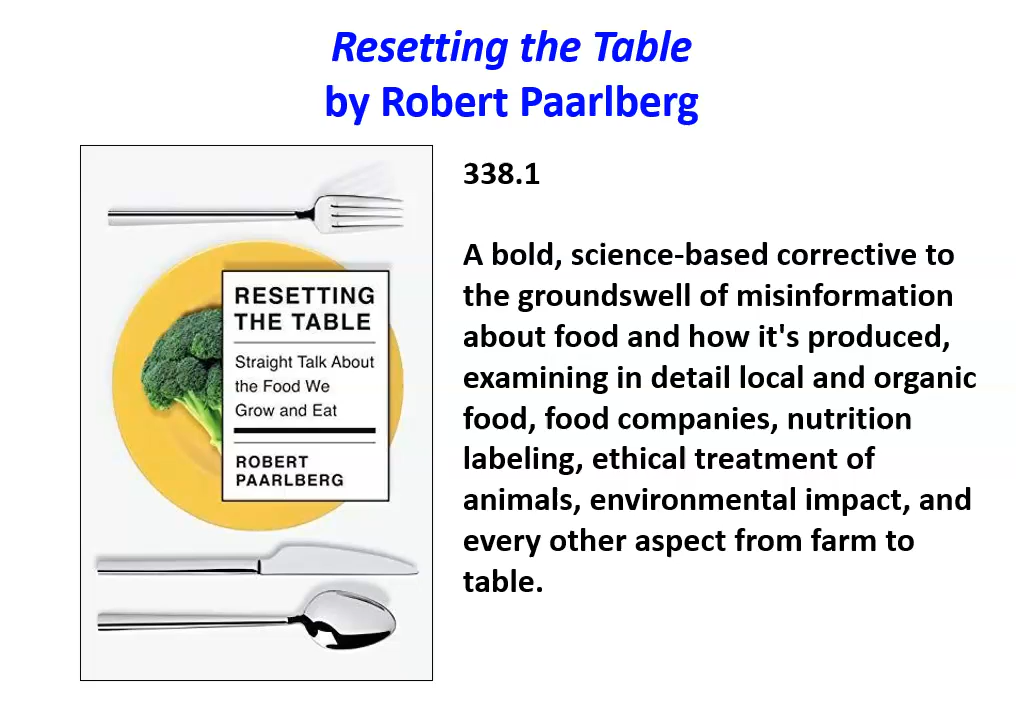 Resetting the Table
by Robert Paarlberg
RESETTING
THE TABLE
Straight Talk About
the Food We
Grow and Eat
ROBERT
PAARLBERG
338.1
A bold, science-based corrective to
the groundswell of misinformation
about food and how it's produced,
examining in detail local and organic
food, food companies, nutrition
labeling, ethical treatment of
animals, environmental impact, and
every other aspect from farm to
table.